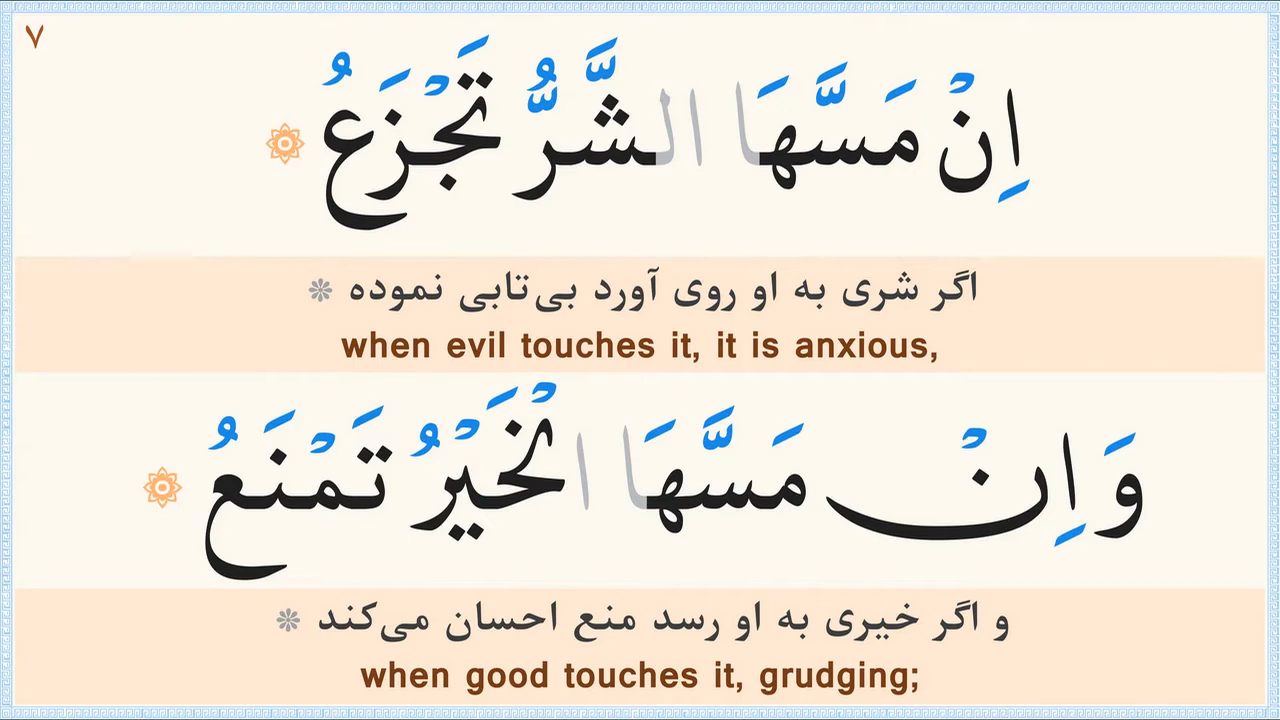 ۷
اِنْ مَسَّهَا الشَّرُّ تَجْزَعُ
اگر شری به او روی آورد بی‌تابی نموده
when evil touches it, it is anxious,
وَ اِنْ مَسَّهَا الْخَيْرُ تَمْنَعُ
و اگر خیری به او رسد منع احسان می‌کند
when good touches it, grudging;